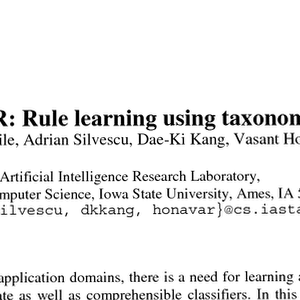 R: Rule learning using taxonom
ile, Adrian Silvescu, Dae-Ki Kang, Vasant Ho
Artificial Intelligence Research Laboratory,
mputer Science, Iowa State University, Ames, IA 5
ilvescu, dkkang, honavar}@cs.iasta
application domains, there is a need for learning a
ate as well as comprehensible classifiers. In this